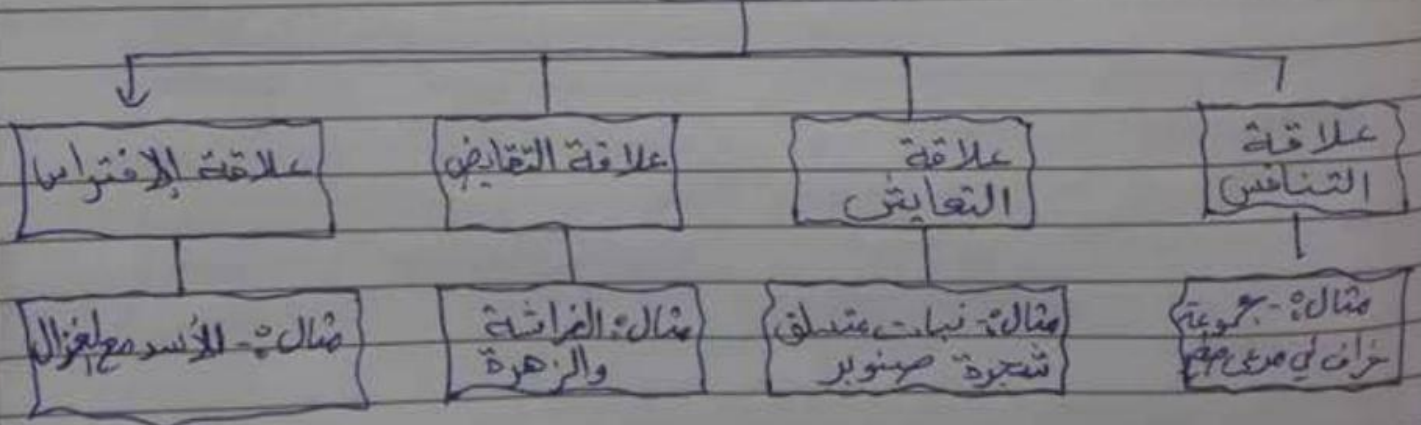 علاقة
التنافس
علاقة
التعايش
علاقة التقايض
علاقة الإفتراس
مثال:- مجموعة
خراف في مرعى
مثال:- نبات متسلق
شجرة صنوبر
مثال: الفراشة
والزهرة
مثال:- الأسد مع الغزال